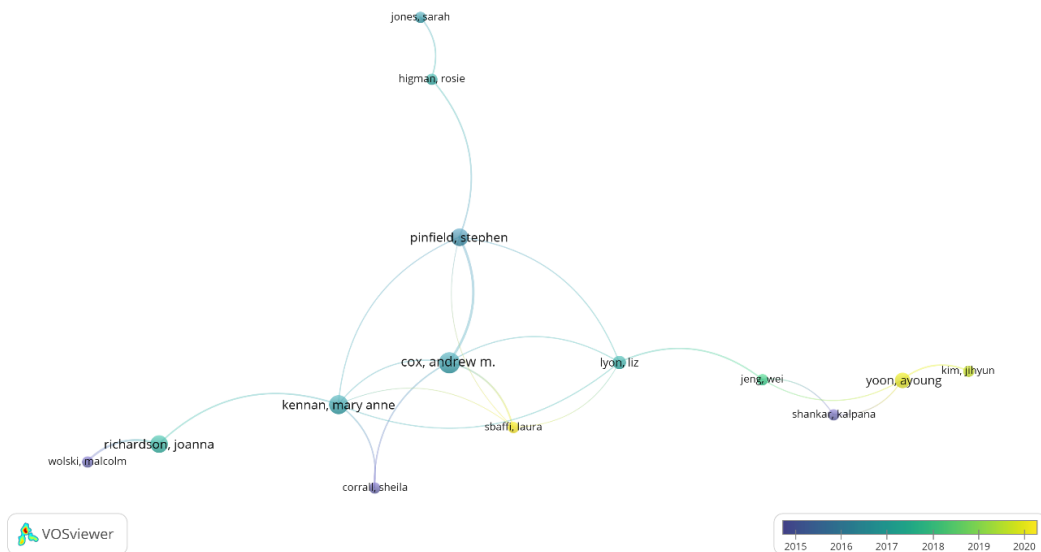 jones, sarah
higman, rosie
pinfield, stephen
cox, andrew m.
lyon, liz
kim, jihyun
jeng, wei
yoon, ayoung
kennan, mary anne
shankar, kalpana
sbaffi, laura
richardson, joanna
wolski, malcolm
corrall, sheila
VOSviewer
2015 2016 2017 2018 2019 2020